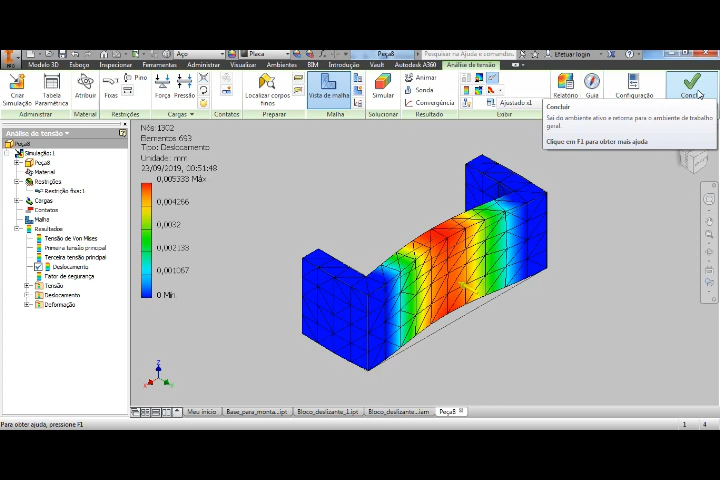 Aço
Placa
Peça8
Pesquisar na Ajuda e comandos.
Efetuar login
PRO
Modelo 3D Esboço Inspecionar Ferramentas Administrar Visualizar Ambientes BIM Introdução Vault Autodesk A360 Análise de tensão
Criar Simulação
Tabela Paramétrica
Atribuir
Fixas
Pino
Força
Pressão
Localizar corpos finos
Vista de malha
Simular
Animar
Sonda
Convergência
Ajustado x1
Relatório
Guia
Configuração
Administrar Material Restrições Cargas Contatos Preparar Malha Resultados Exibir
Concluir
Sai do ambiente ativo e retorna para o ambiente de trabalho geral.
Clique em F1 para obter mais ajuda
Análise de tensão
Peça8
Simulação:1
Peça8
Material
Restrições
Restrição fixa:1
Cargas
Contatos
Malha
Resultados
Tensão de Von Mises
Primeira tensão principal
Terceira tensão principal
Deslocamento
Fator de segurança
Tensão
Deslocamento
Deformação
Nós:1302
Elementos:693
Tipo: Deslocamento
Unidade: mm
23/09/2019, 00:51:48
0,005333 Máx
0,004266
0,0032
0,002133
0,001067
0 Mín
Z
X
Meu início Base_para_monta...ipt Bloco_deslizante_1.ipt Bloco_deslizante...iam Peça8
Para obter ajuda, pressione F1
1 4